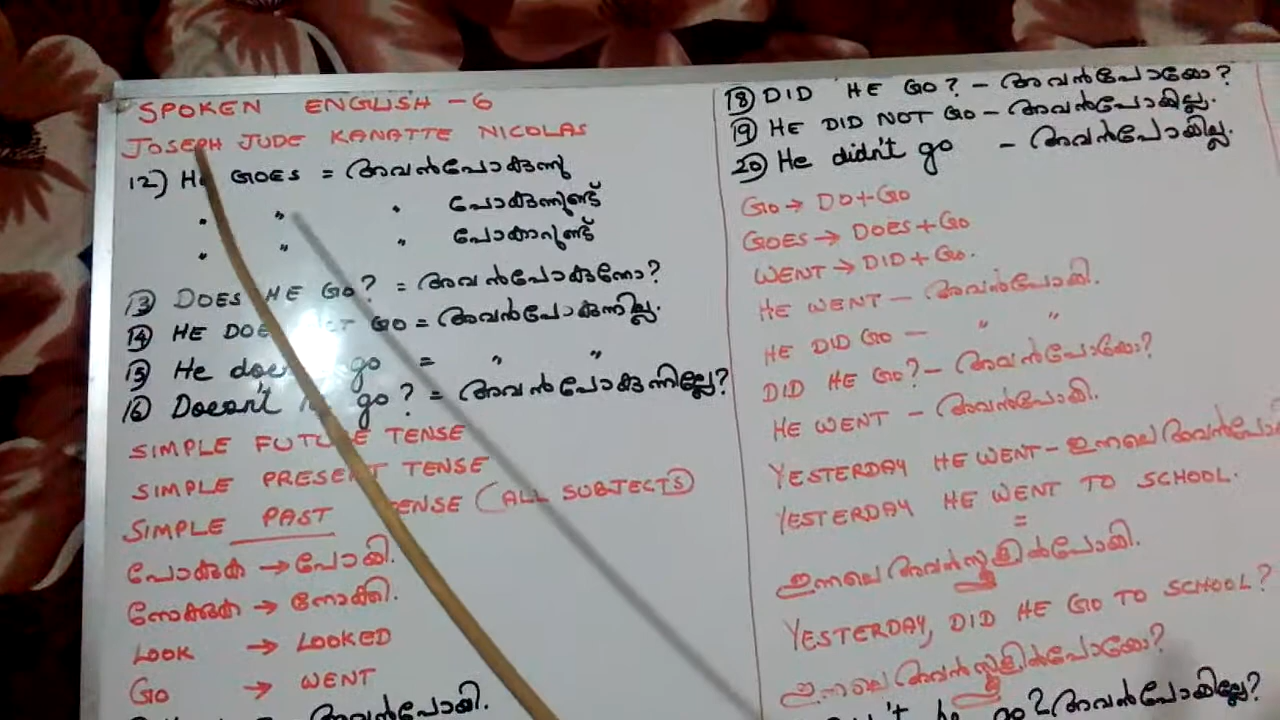 SPOKEN ENGLISH - 6
JOSEPH JUDE KANATTE NICOLAS
12) HE GOES = അവൻപോകുന്നു
" " " പോകുന്നുണ്ട്
" " " പോകാറുണ്ട്
13 DOES HE GO? = അവൻപോകുന്നോ?
14 HE GO = അവൻപോകുന്നില്ല.
15 He go = " "
16 Doesn't go? = അവൻപോകുന്നില്ലേ?
SIMPLE FUTURE TENSE
SIMPLE PRESENT TENSE
SIMPLE PAST TENSE (ALL SUBJECTS)
പോകുക → പോയി.
നോക്കുക → നോക്കി.
LOOK → LOOKED
GO → WENT
അവൻപോയി.
18 DID HE GO? - അവൻപോയോ?
19 HE DID NOT GO - അവൻപോയില്ല.
20 He didn't go - അവൻപോയില്ല.
GO → DO+GO
GOES → DOES+GO
WENT → DID+GO.
HE WENT - അവൻപോയി.
HE DID GO - " "
DID HE GO? - അവൻപോയോ?
HE WENT - അവൻപോയി.
YESTERDAY HE WENT - ഇന്നലെ
YESTERDAY HE WENT TO SCHOOL.
=
ഇന്നലെ അവൻ സ്കൂളിൽപോയി.
YESTERDAY, DID HE GO TO SCHOOL?
ഇന്നലെ അവൻ സ്കൂളിൽപോയോ?
he go? അവൻപോയില്ലേ?